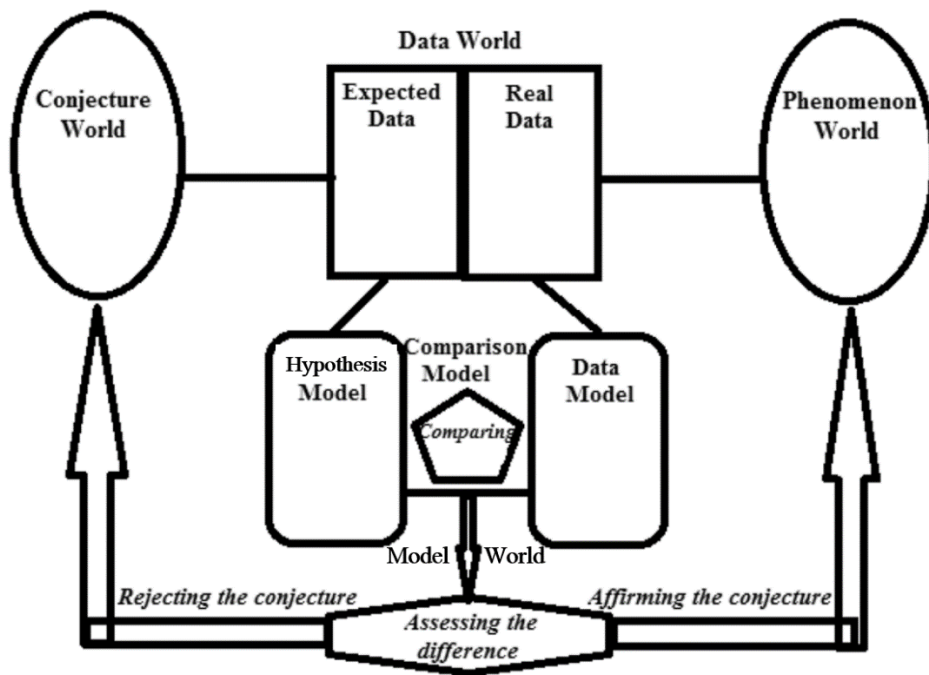 Data World
Conjecture
World
Expected
Data
Real
Data
Phenomenon
World
Hypothesis
Model
Comparison
Model
Comparing
Data
Model
Model World
Rejecting the conjecture
Affirming the conjecture
Assessing the
difference